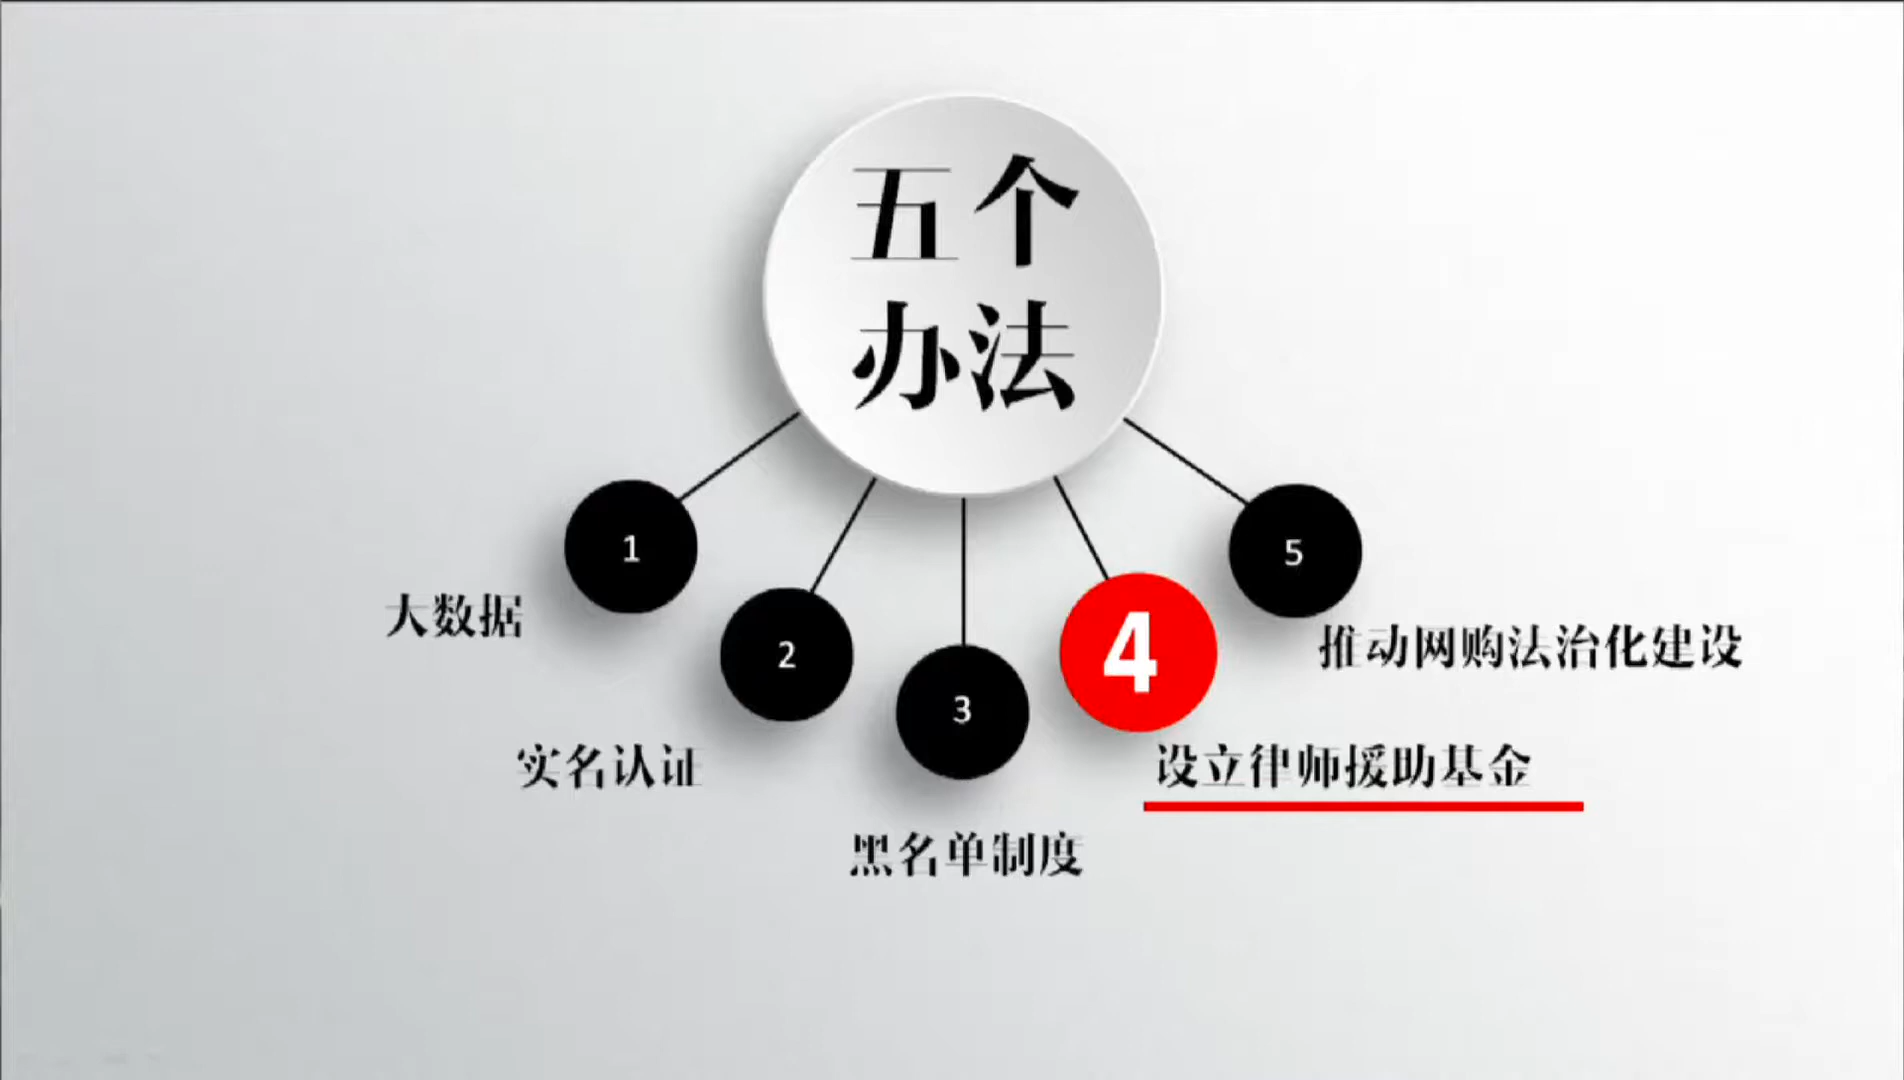 五个
办法
1
大数据
2
实名认证
3
黑名单制度
4
设立律师援助基金
5
推动网购法治化建设